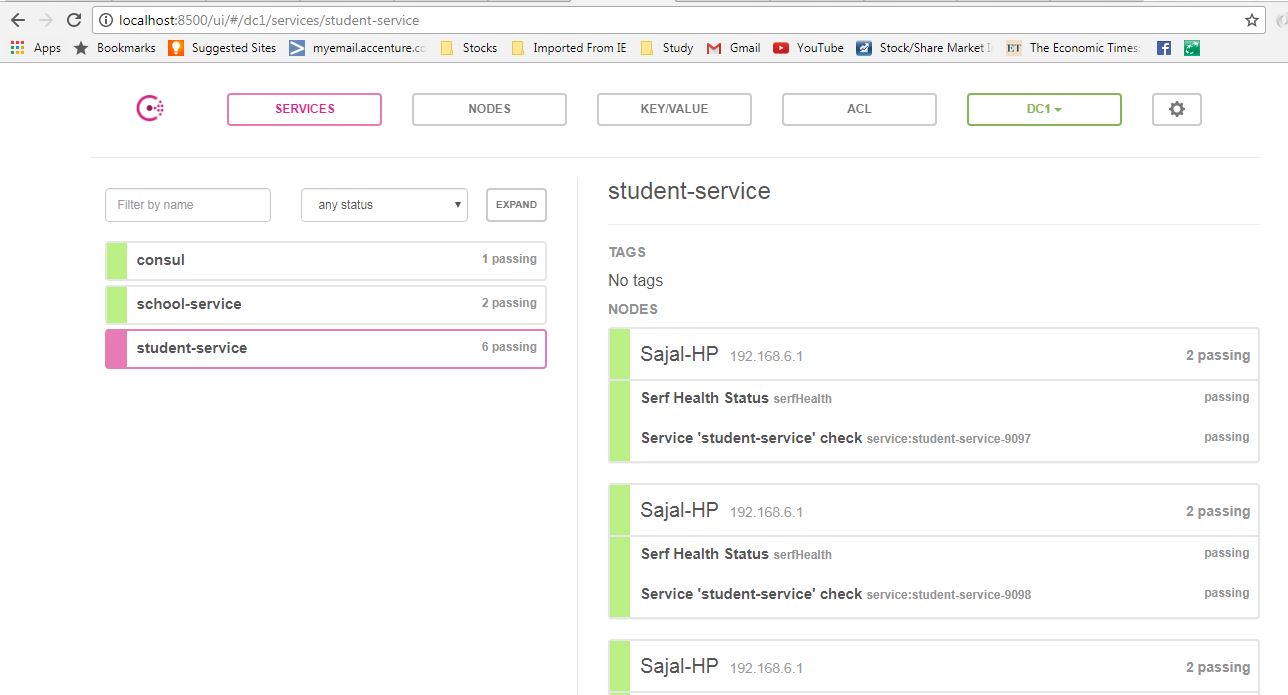 localhost:8500/ui/#/dc1/services/student-service
Apps Bookmarks Suggested Sites myemail.accenture.co Stocks Imported From IE Study Gmail YouTube Stock/Share Market I ET The Economic Times:
SERVICES NODES KEY/VALUE ACL DC1
Filter by name any status EXPAND
consul 1 passing
school-service 2 passing
student-service 6 passing
student-service
TAGS
No tags
NODES
Sajal-HP 192.168.6.1 2 passing
Serf Health Status serfHealth passing
Service 'student-service' check service:student-service-9097 passing
Sajal-HP 192.168.6.1 2 passing
Serf Health Status serfHealth passing
Service 'student-service' check service:student-service-9098 passing
Sajal-HP 192.168.6.1 2 passing